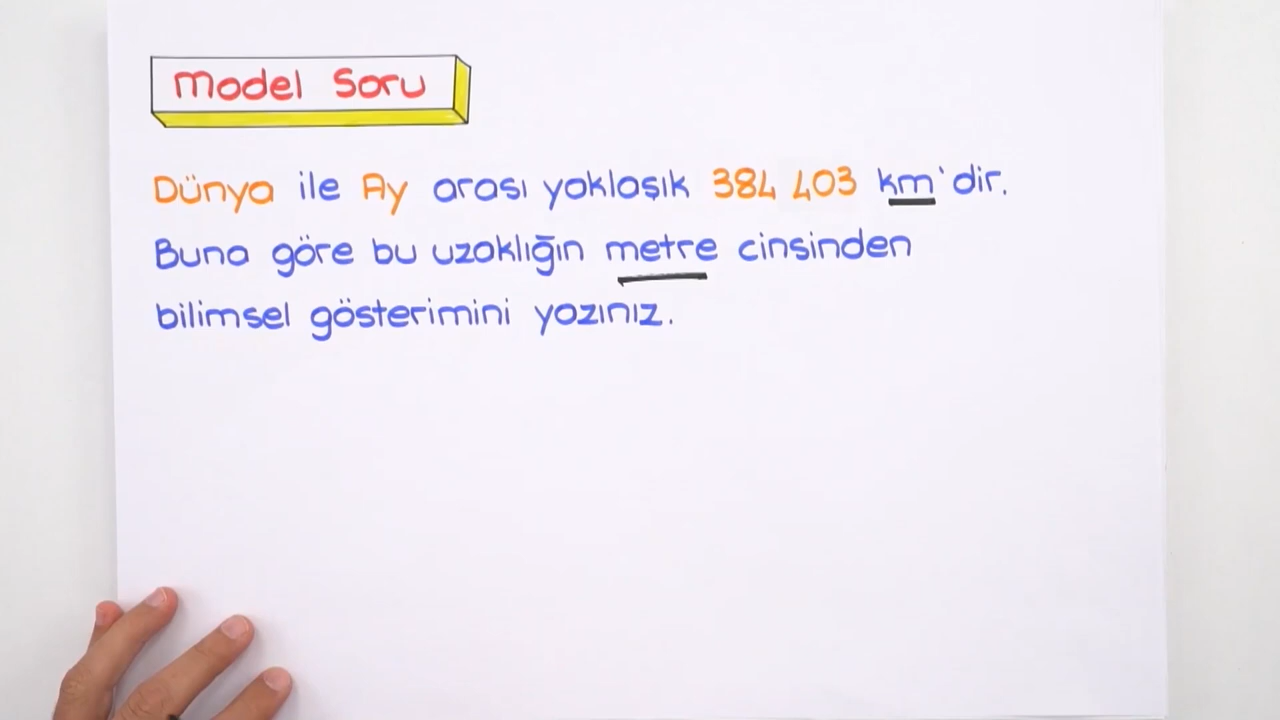 Model Soru
Dünya ile Ay arası yaklaşık 384 403 km'dir.
Buna göre bu uzaklığın metre cinsinden
bilimsel gösterimini yazınız.